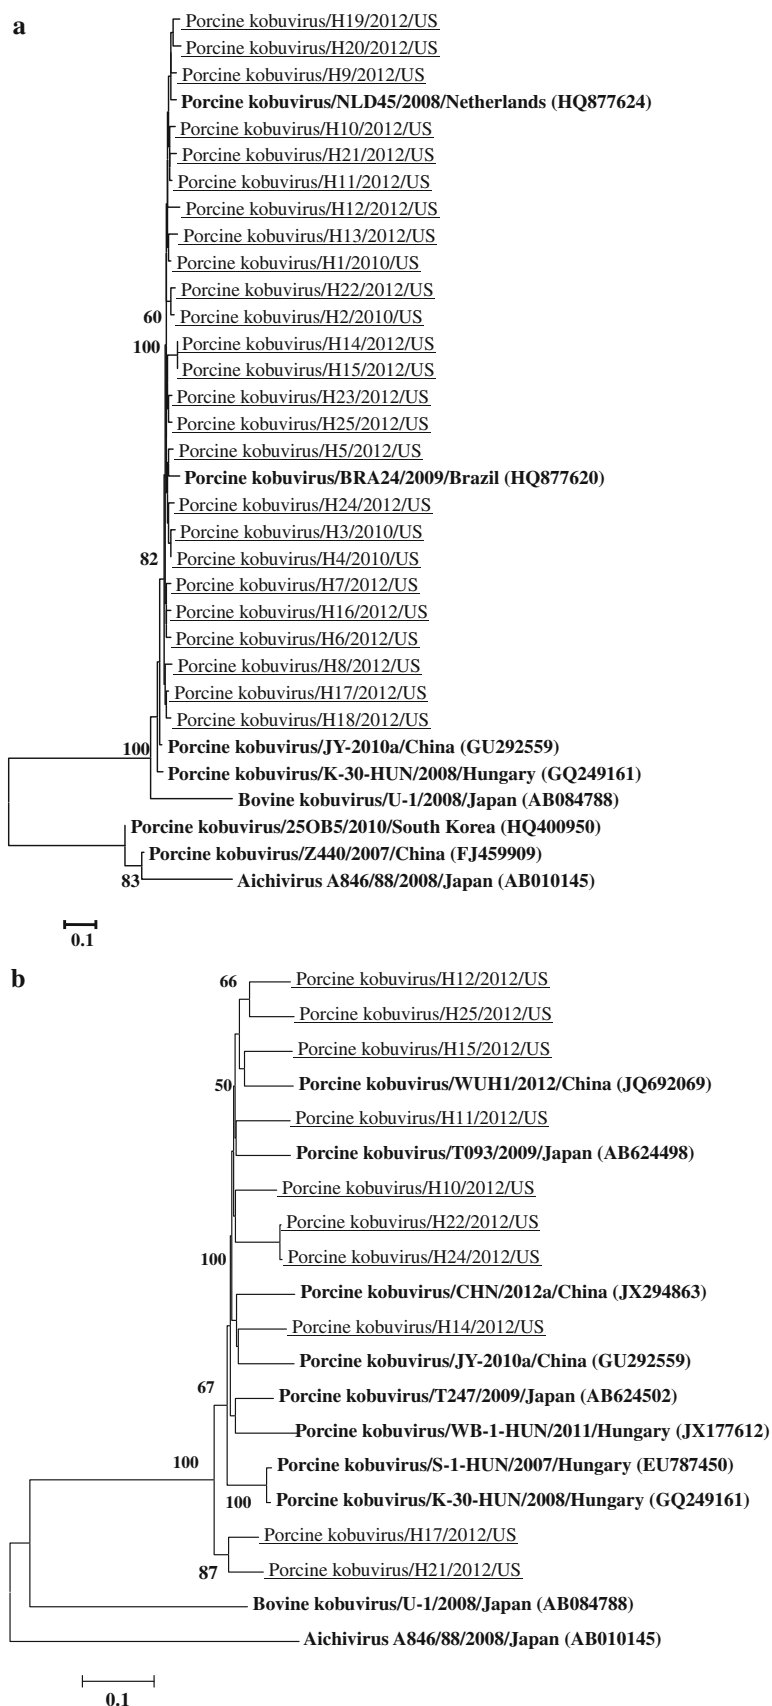 a
Porcine kobuvirus/H19/2012/US
Porcine kobuvirus/H20/2012/US
Porcine kobuvirus/H9/2012/US
Porcine kobuvirus/NLD45/2008/Netherlands (HQ877624)
Porcine kobuvirus/H10/2012/US
Porcine kobuvirus/H21/2012/US
Porcine kobuvirus/H11/2012/US
Porcine kobuvirus/H12/2012/US
Porcine kobuvirus/H13/2012/US
Porcine kobuvirus/H1/2010/US
Porcine kobuvirus/H22/2012/US
60
Porcine kobuvirus/H2/2010/US
100
Porcine kobuvirus/H14/2012/US
Porcine kobuvirus/H15/2012/US
Porcine kobuvirus/H23/2012/US
Porcine kobuvirus/H25/2012/US
Porcine kobuvirus/H5/2012/US
Porcine kobuvirus/BRA24/2009/Brazil (HQ877620)
Porcine kobuvirus/H24/2012/US
Porcine kobuvirus/H3/2010/US
82
Porcine kobuvirus/H4/2010/US
Porcine kobuvirus/H7/2012/US
Porcine kobuvirus/H16/2012/US
Porcine kobuvirus/H6/2012/US
Porcine kobuvirus/H8/2012/US
Porcine kobuvirus/H17/2012/US
Porcine kobuvirus/H18/2012/US
100
Porcine kobuvirus/JY-2010a/China (GU292559)
Porcine kobuvirus/K-30-HUN/2008/Hungary (GQ249161)
Bovine kobuvirus/U-1/2008/Japan (AB084788)
Porcine kobuvirus/25OB5/2010/South Korea (HQ400950)
Porcine kobuvirus/Z440/2007/China (FJ459909)
83
Aichivirus A846/88/2008/Japan (AB010145)
0.1
b
66
Porcine kobuvirus/H12/2012/US
Porcine kobuvirus/H25/2012/US
Porcine kobuvirus/H15/2012/US
50
Porcine kobuvirus/WUH1/2012/China (JQ692069)
Porcine kobuvirus/H11/2012/US
Porcine kobuvirus/T093/2009/Japan (AB624498)
Porcine kobuvirus/H10/2012/US
Porcine kobuvirus/H22/2012/US
100
Porcine kobuvirus/H24/2012/US
Porcine kobuvirus/CHN/2012a/China (JX294863)
Porcine kobuvirus/H14/2012/US
Porcine kobuvirus/JY-2010a/China (GU292559)
67
Porcine kobuvirus/T247/2009/Japan (AB624502)
Porcine kobuvirus/WB-1-HUN/2011/Hungary (JX177612)
100
Porcine kobuvirus/S-1-HUN/2007/Hungary (EU787450)
100
Porcine kobuvirus/K-30-HUN/2008/Hungary (GQ249161)
Porcine kobuvirus/H17/2012/US
87
Porcine kobuvirus/H21/2012/US
Bovine kobuvirus/U-1/2008/Japan (AB084788)
Aichivirus A846/88/2008/Japan (AB010145)
0.1